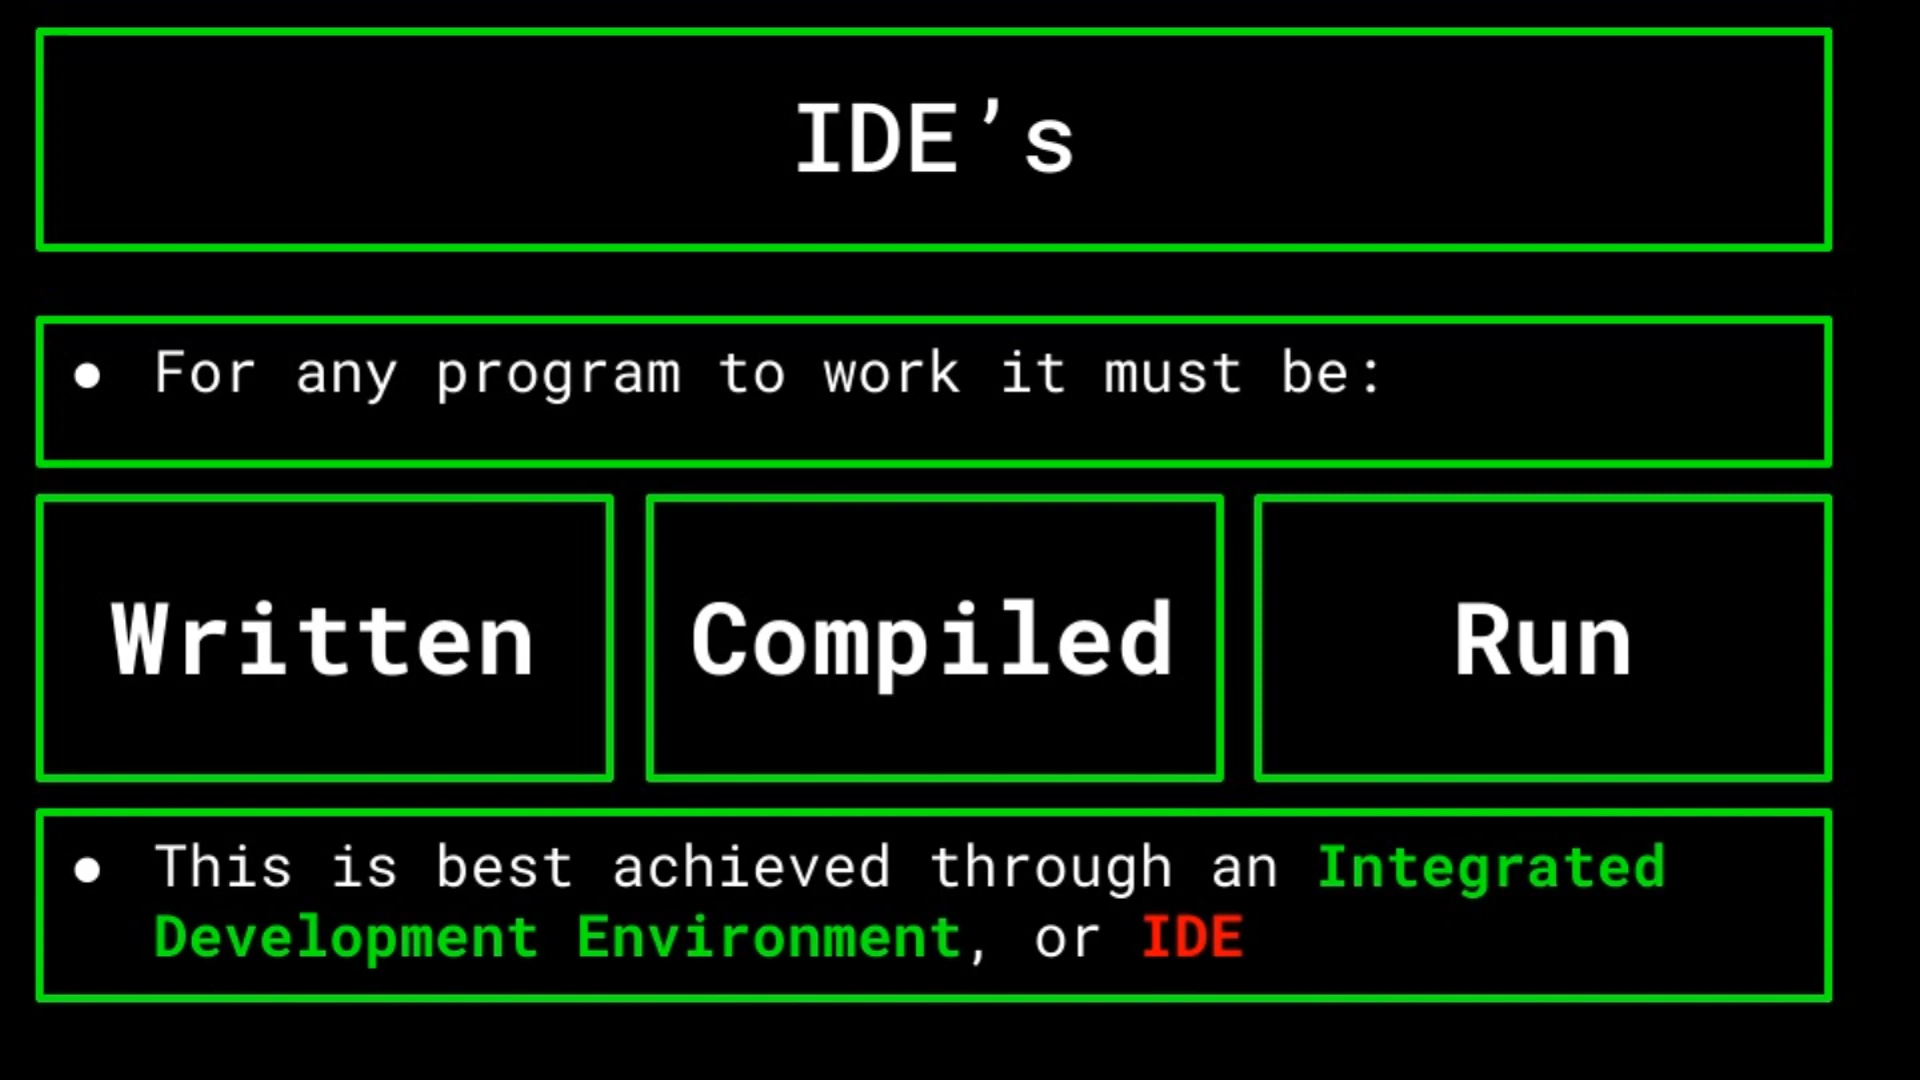 IDE’s
● For any program to work it must be:
Written
Compiled
Run
● This is best achieved through an Integrated
Development Environment, or IDE